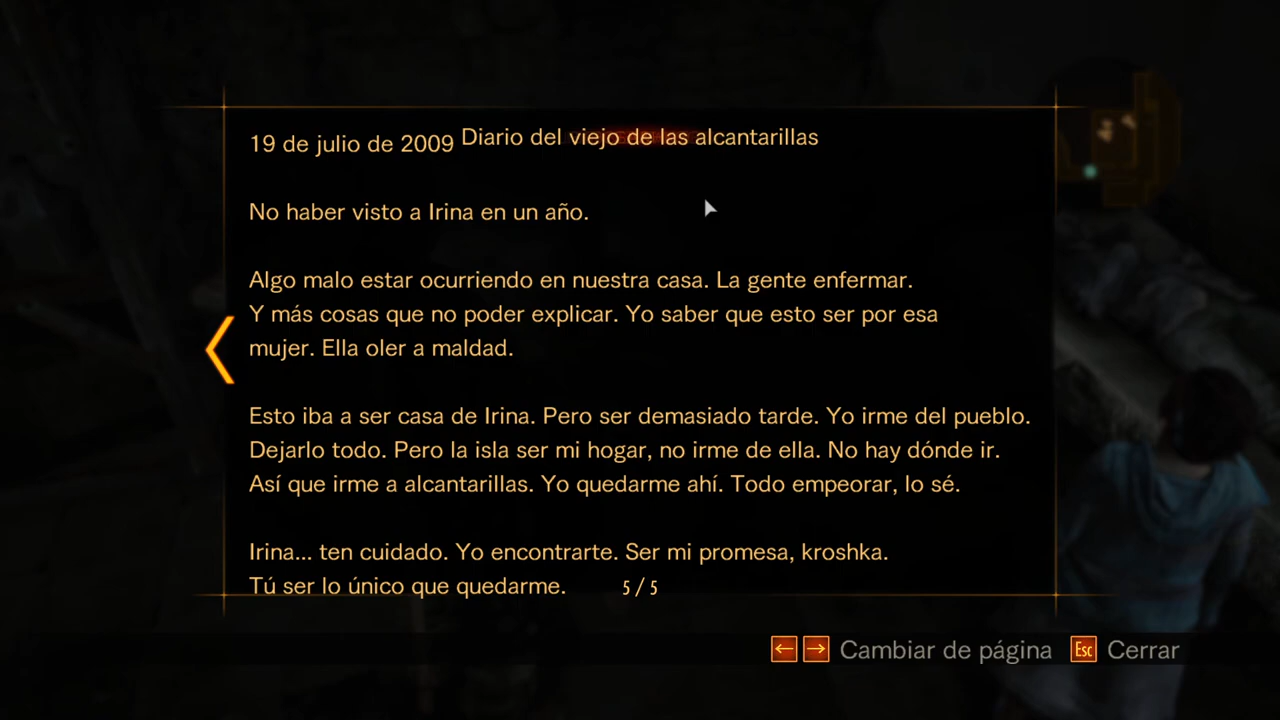 Diario del viejo de las alcantarillas
19 de julio de 2009
No haber visto a Irina en un año.
Algo malo estar ocurriendo en nuestra casa. La gente enfermar.
Y más cosas que no poder explicar. Yo saber que esto ser por esa
mujer. Ella oler a maldad.
Esto iba a ser casa de Irina. Pero ser demasiado tarde. Yo irme del pueblo.
Dejarlo todo. Pero la isla ser mi hogar, no irme de ella. No hay dónde ir.
Así que irme a alcantarillas. Yo quedarme ahí. Todo empeorar, lo sé.
Irina... ten cuidado. Yo encontrarte. Ser mi promesa, kroshka.
Tú ser lo único que quedarme.
5/5
← → Cambiar de página Esc Cerrar